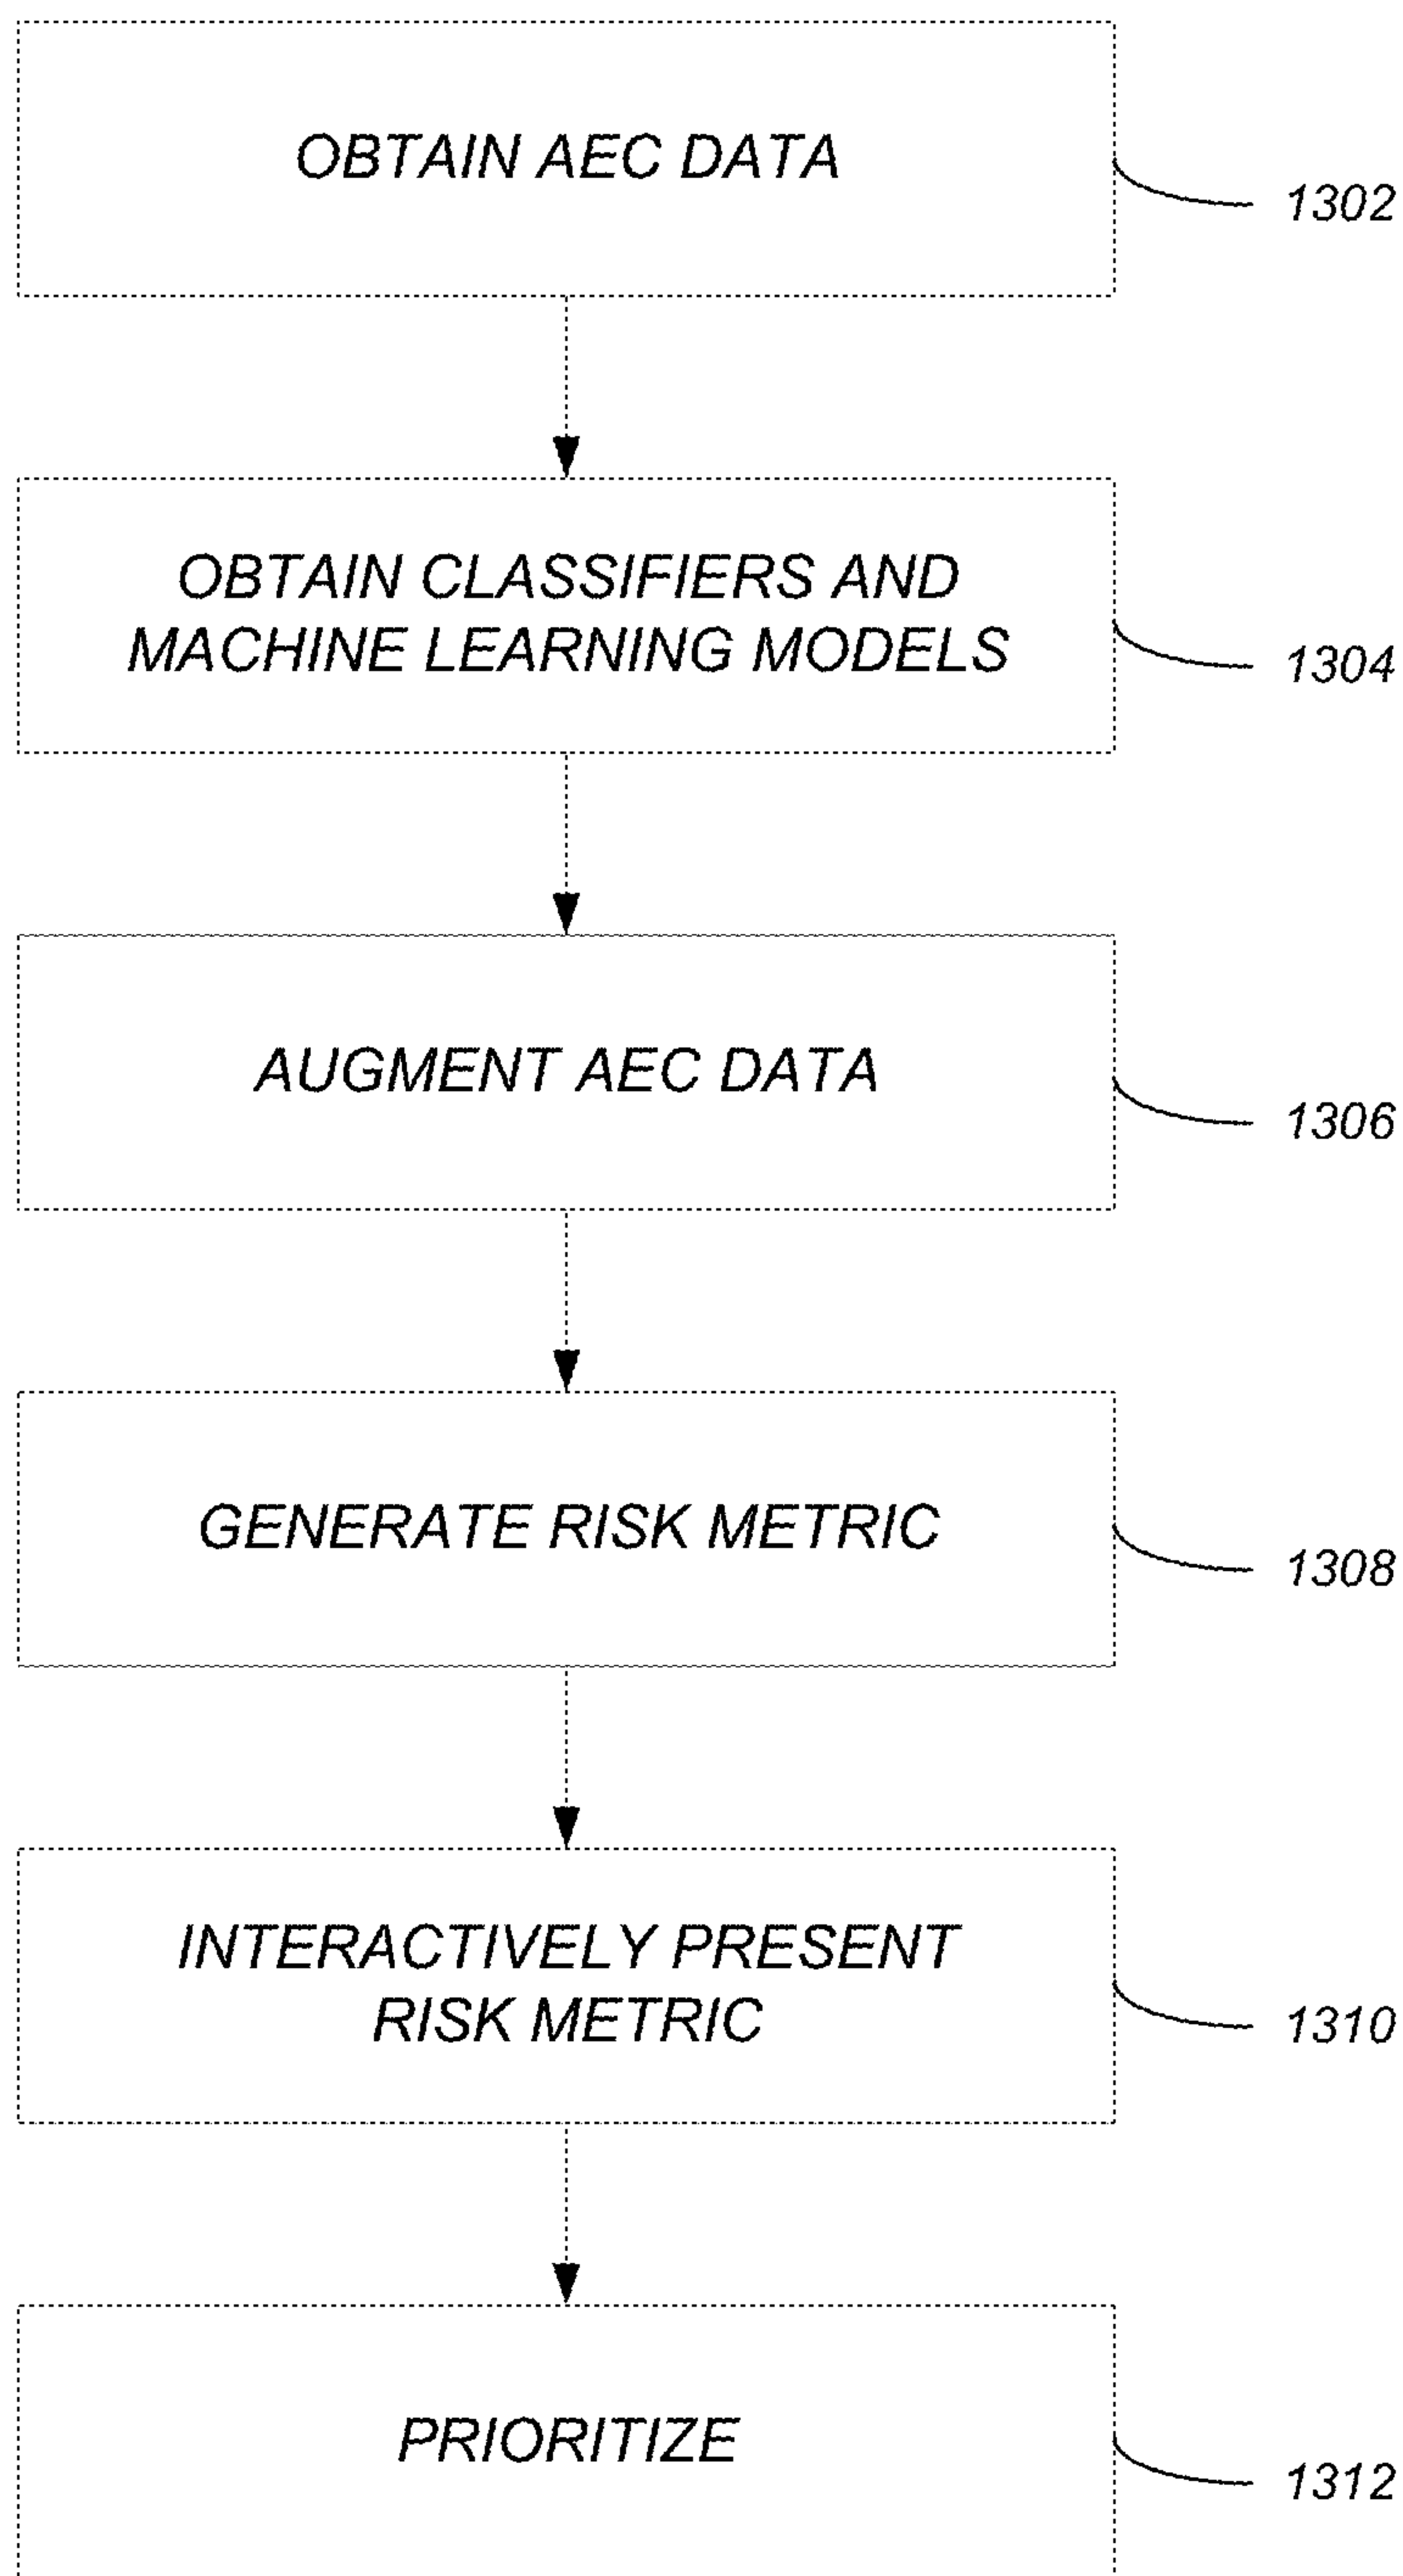 OBTAIN AEC DATA
1302
OBTAIN CLASSIFIERS AND
MACHINE LEARNING MODELS
1304
AUGMENT AEC DATA
1306
GENERATE RISK METRIC
1308
INTERACTIVELY PRESENT
RISK METRIC
1310
PRIORITIZE
1312